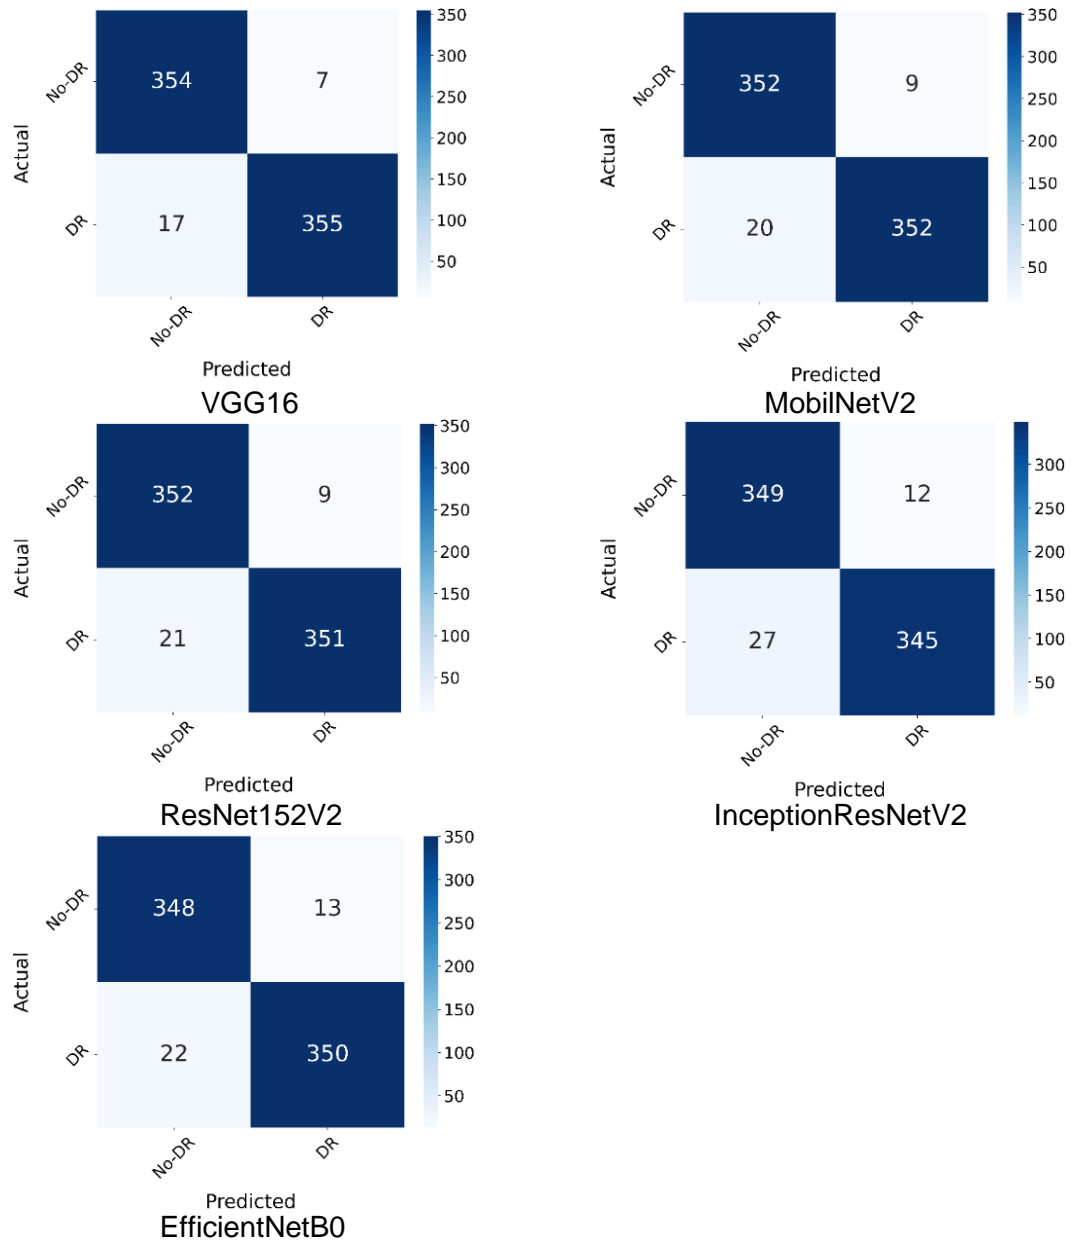 350
300
250
200
150
100
50
No-DR
354
7
Actual
DR
17
355
No-DR
DR
Predicted
VGG16
350
300
250
200
150
100
50
No-DR
352
9
Actual
DR
20
352
No-DR
DR
Predicted
MobilNetV2
350
300
250
200
150
100
50
No-DR
352
9
Actual
DR
21
351
No-DR
DR
Predicted
ResNet152V2
300
250
200
150
100
50
No-DR
349
12
Actual
DR
27
345
No-DR
DR
Predicted
InceptionResNetV2
350
300
250
200
150
100
50
No-DR
348
13
Actual
DR
22
350
No-DR
DR
Predicted
EfficientNetB0